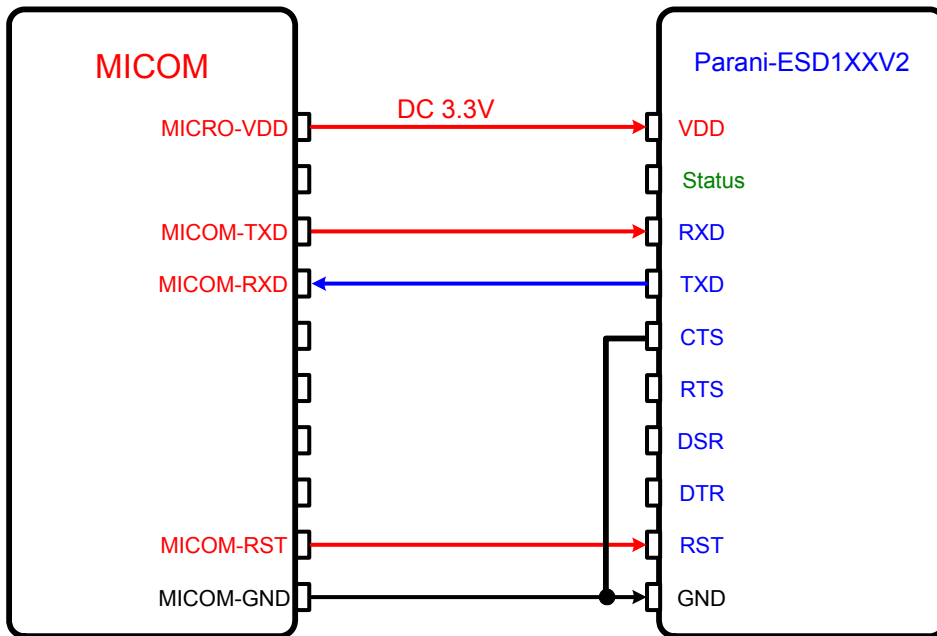 MICOM
Parani-ESD1XXV2
MICRO-VDD
DC 3.3V
VDD
Status
MICOM-TXD
RXD
MICOM-RXD
TXD
CTS
RTS
DSR
DTR
MICOM-RST
RST
MICOM-GND
GND